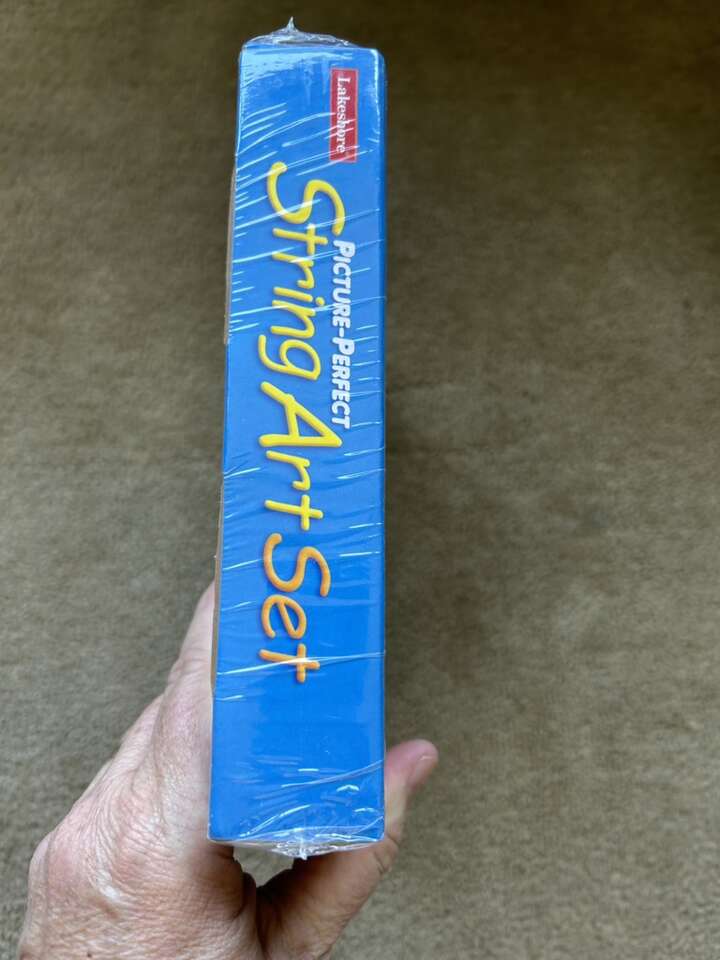 Lakeshore
PICTURE-PERFECT
String Art Set